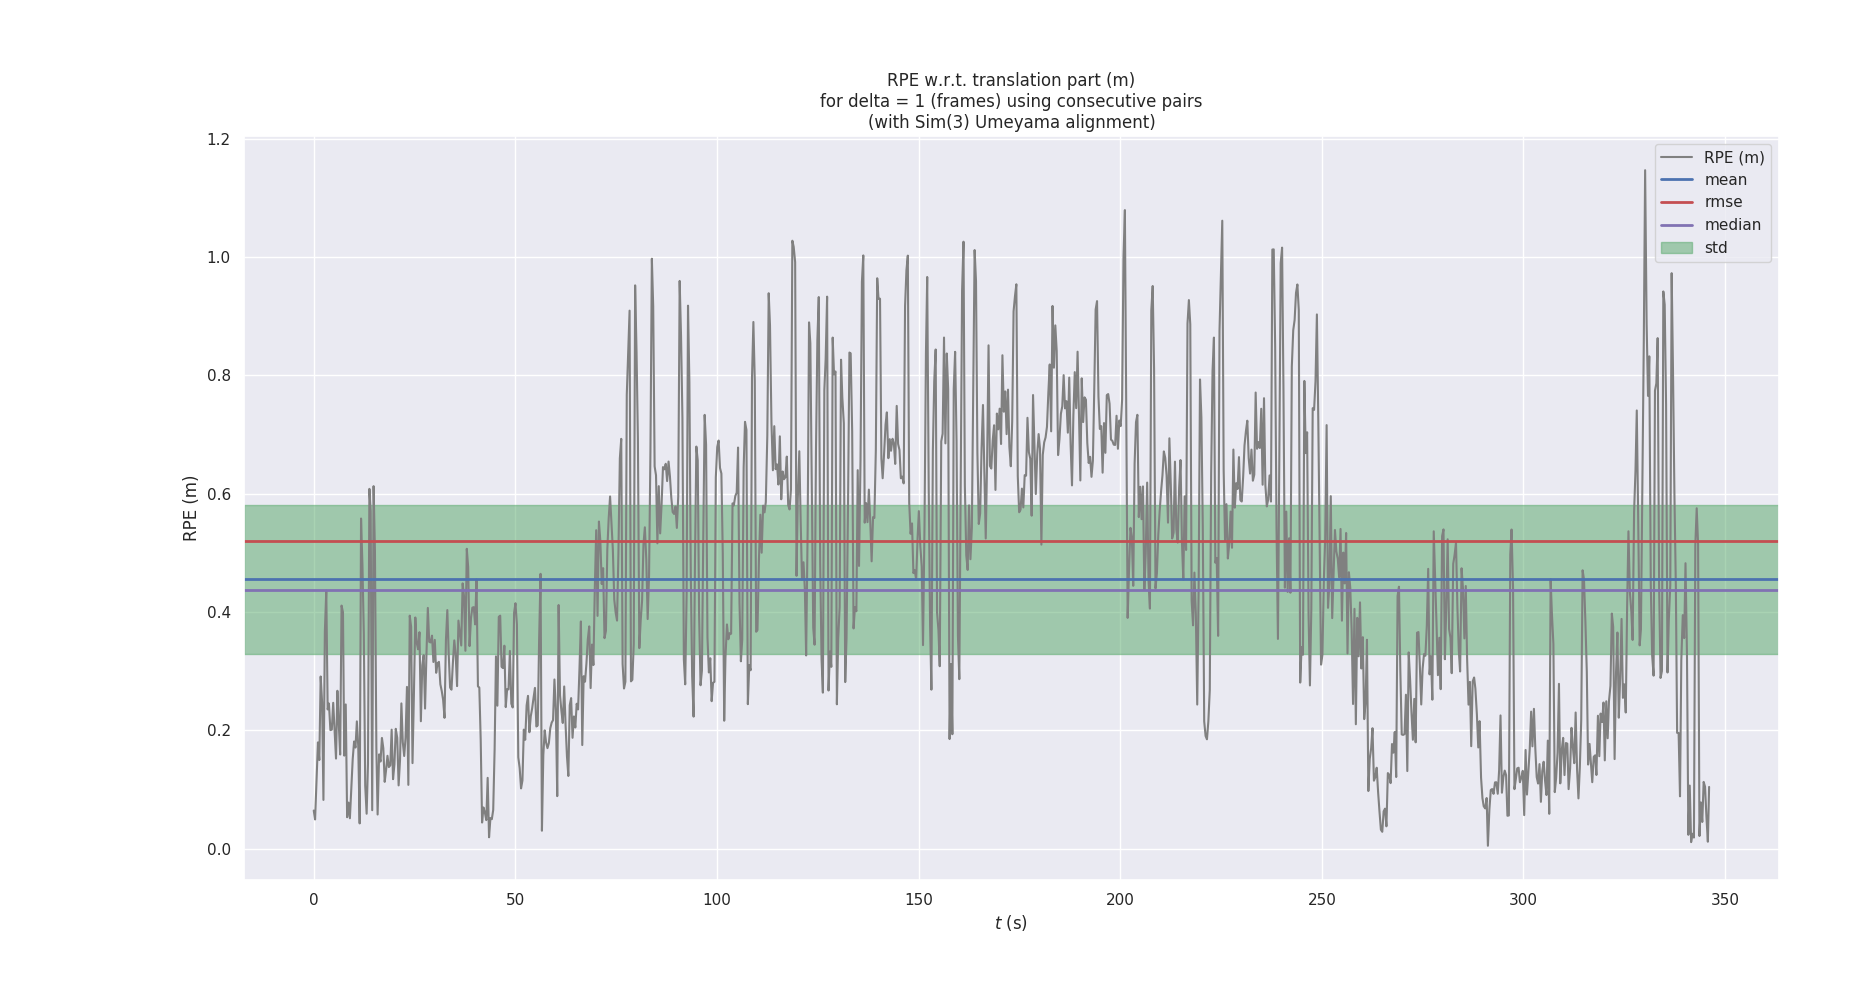 RPE w.r.t. translation part (m)
for delta = 1 (frames) using consecutive pairs
(with Sim(3) Umeyama alignment)
1.2
1.0
0.8
0.6
0.4
0.2
0.0
RPE (m)
RPE (m)
mean
rmse
median
std
0 50 100 150 200 250 300 350
t (s)